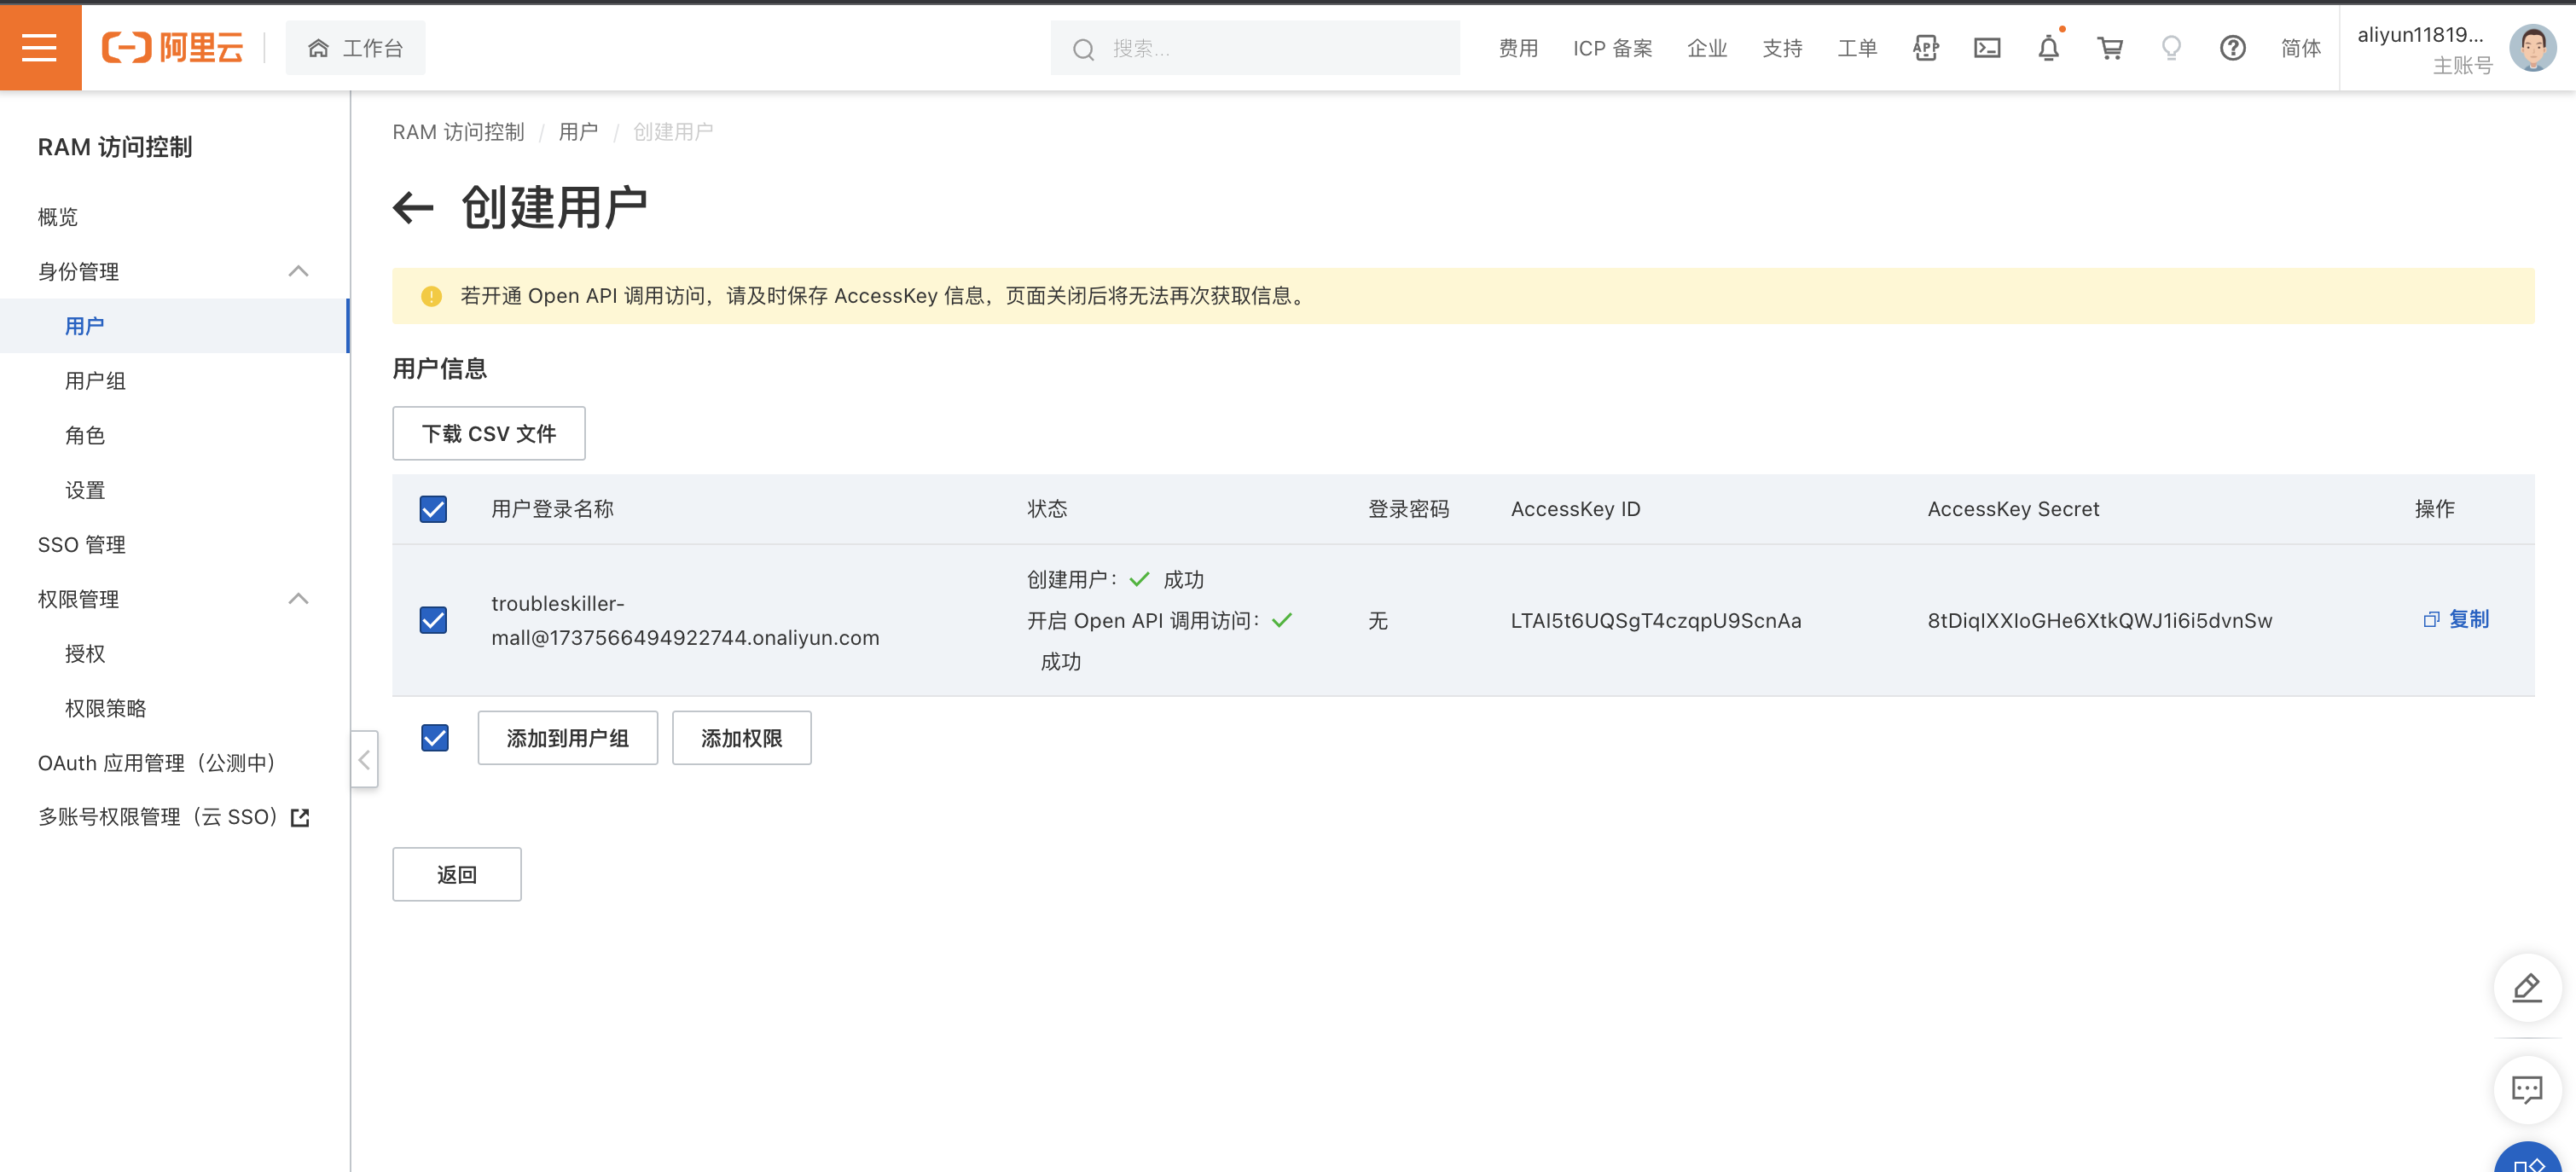 阿里云
工作台
搜索...
费用
ICP 备案
企业
支持
工单
APP
简体
aliyun11819...
主账号
RAM 访问控制
概览
身份管理
用户
用户组
角色
设置
SSO 管理
权限管理
授权
权限策略
OAuth 应用管理（公测中）
多账号权限管理（云 SSO）
RAM 访问控制 / 用户 / 创建用户
创建用户
若开通 Open API 调用访问，请及时保存 AccessKey 信息，页面关闭后将无法再次获取信息。
用户信息
下载 CSV 文件
用户登录名称
状态
登录密码
AccessKey ID
AccessKey Secret
操作
troubleskiller-
mall@1737566494922744.onaliyun.com
创建用户： 成功
开启 Open API 调用访问：
成功
无
LTAI5t6UQSgT4czqpU9ScnAa
8tDiqIXXIoGHe6XtkQWJ1i6i5dvnSw
复制
添加到用户组
添加权限
返回